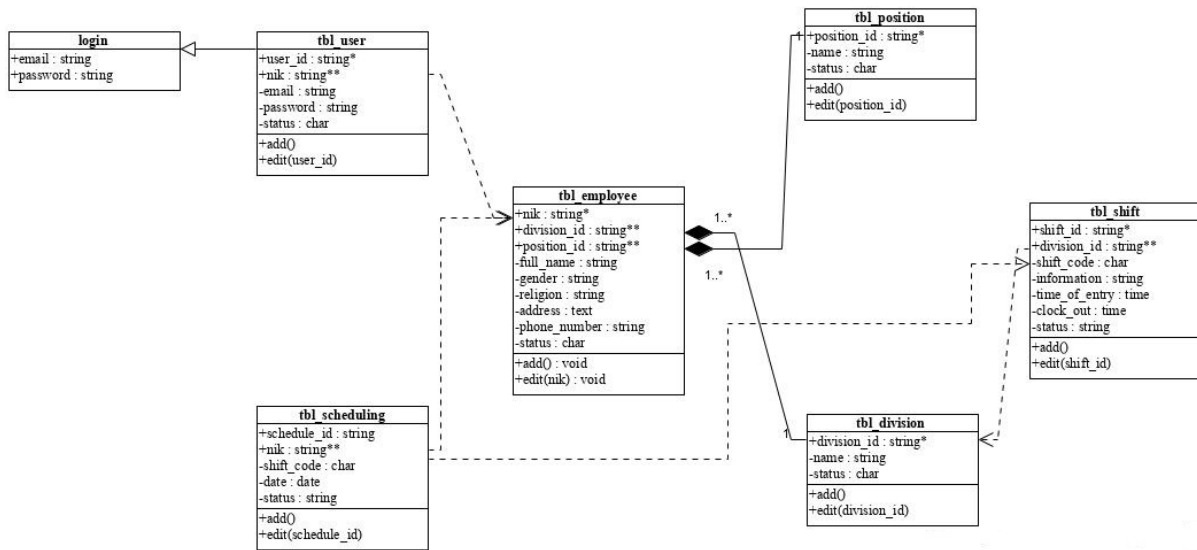 login
+email : string
+password : string
tbl_user
+user_id : string*
+nik : string**
-email : string
-password : string
-status : char
+add()
+edit(user_id)
tbl_position
+position_id : string*
-name : string
-status : char
+add()
+edit(position_id)
1
tbl_employee
+nik : string*
+division_id : string**
+position_id : string**
-full_name : string
-gender : string
-religion : string
-address : text
-phone_number : string
-status : char
+add() : void
+edit(nik) : void
1..*
1..*
tbl_shift
+shift_id : string*
+division_id : string**
-shift_code : char
-information : string
-time_of_entry : time
-clock_out : time
-status : string
+add()
+edit(shift_id)
tbl_scheduling
+schedule_id : string
+nik : string**
-shift_code : char
-date : date
-status : string
+add()
+edit(schedule_id)
tbl_division
+division_id : string*
-name : string
-status : char
+add()
+edit(division_id)
1